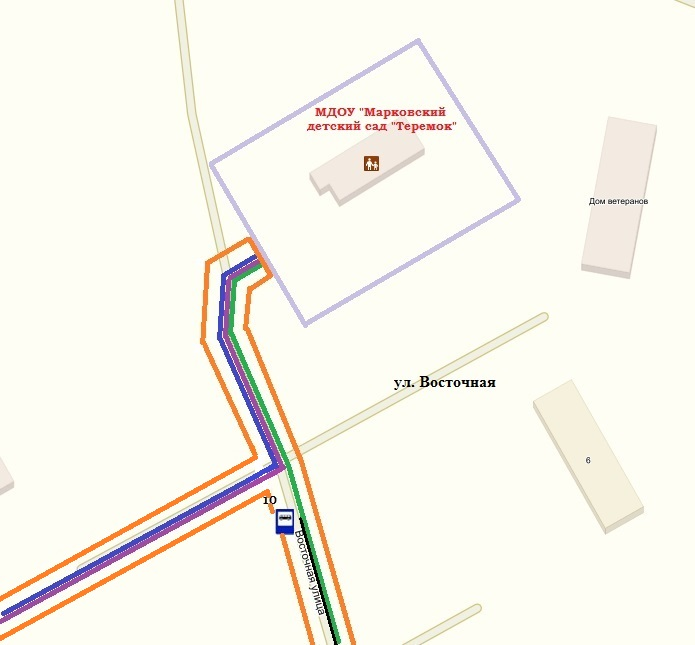 МДОУ "Марковский
детский сад "Теремок"
Дом ветеранов
ул. Восточная
6
10
Восточная улица